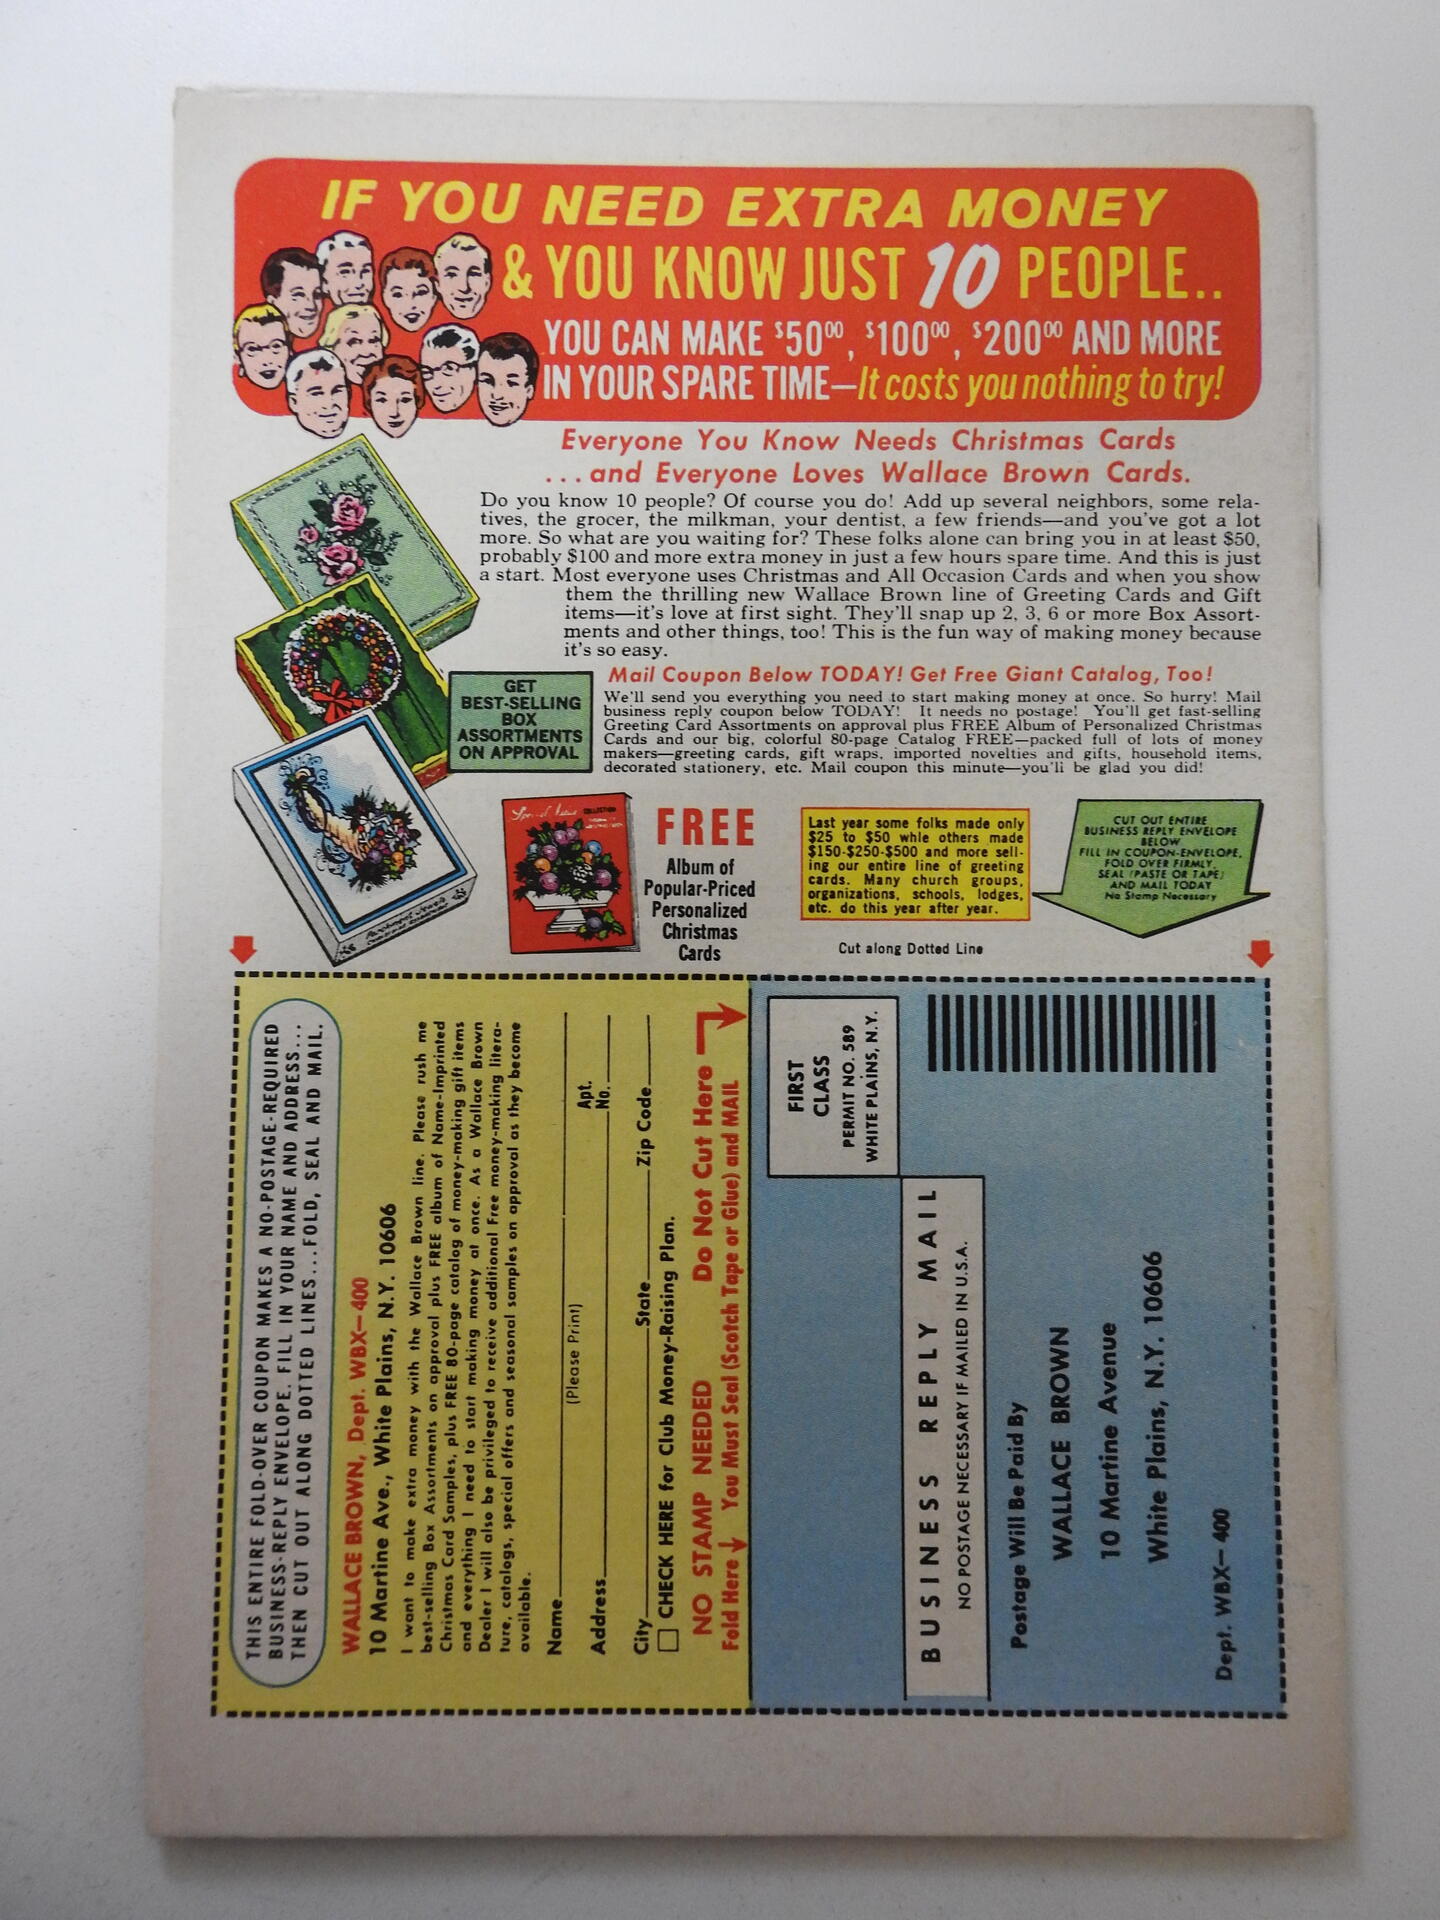 IF YOU NEED EXTRA MONEY
& YOU KNOW JUST 10 PEOPLE..
YOU CAN MAKE $50⁰⁰, $100⁰⁰, $200⁰⁰ AND MORE
IN YOUR SPARE TIME—It costs you nothing to try!
Everyone You Know Needs Christmas Cards
...and Everyone Loves Wallace Brown Cards.
Do you know 10 people? Of course you do! Add up several neighbors, some rela-
tives, the grocer, the milkman, your dentist, a few friends—and you've got a lot
more. So what are you waiting for? These folks alone can bring you in at least $50,
probably $100 and more extra money in just a few hours spare time. And this is just
a start. Most everyone uses Christmas and All Occasion Cards and when you show
them the thrilling new Wallace Brown line of Greeting Cards and Gift
items—it's love at first sight. They'll snap up 2, 3, 6 or more Box Assort-
ments and other things, too! This is the fun way of making money because
it's so easy.
GET
BEST-SELLING
BOX
ASSORTMENTS
ON APPROVAL
Mail Coupon Below TODAY! Get Free Giant Catalog, Too!
We'll send you everything you need to start making money at once. So hurry! Mail
business reply coupon below TODAY! It needs no postage! You'll get fast-selling
Greeting Card Assortments on approval plus FREE Album of Personalized Christmas
Cards and our big, colorful 80-page Catalog FREE—packed full of lots of money
makers—greeting cards, gift wraps, imported novelties and gifts, household items,
decorated stationery, etc. Mail coupon this minute—you'll be glad you did!
COLLECTION
FREE
Album of
Popular-Priced
Personalized
Christmas
Cards
Last year some folks made only
$25 to $50 whle others made
$150-$250-$500 and more sell-
ing our entire line of greeting
cards. Many church groups,
organizations, schools, lodges,
etc. do this year after year.
CUT OUT ENTIRE
BUSINESS REPLY ENVELOPE
BELOW
FILL IN COUPON-ENVELOPE,
FOLD OVER FIRMLY,
SEAL (PASTE OR TAPE)
AND MAIL TODAY
No Stamp Necessary
Cut along Dotted Line
THIS ENTIRE FOLD-OVER COUPON MAKES A NO-POSTAGE-REQUIRED
BUSINESS-REPLY ENVELOPE. FILL IN YOUR NAME AND ADDRESS...
THEN CUT OUT ALONG DOTTED LINES...FOLD, SEAL AND MAIL.
WALLACE BROWN, Dept. WBX—400
10 Martine Ave., White Plains, N.Y. 10606
I want to make extra money with the Wallace Brown line. Please rush me
best-selling Box Assortments on approval plus FREE album of Name-Imprinted
Christmas Card Samples, plus FREE 80-page catalog of money-making gift items
and everything I need to start making money at once. As a Wallace Brown
Dealer I will also be privileged to receive additional Free money-making litera-
ture, catalogs, special offers and seasonal samples on approval as they become
available.
Name
(Please Print)
Address Apt. No.
City State Zip Code
CHECK HERE for Club Money-Raising Plan.
NO STAMP NEEDED Do Not Cut Here
Fold Here You Must Seal (Scotch Tape or Glue) and MAIL
FIRST
CLASS
PERMIT NO. 589
WHITE PLAINS, N.Y.
BUSINESS REPLY MAIL
NO POSTAGE NECESSARY IF MAILED IN U.S.A.
Postage Will Be Paid By
WALLACE BROWN
10 Martine Avenue
White Plains, N.Y. 10606
Dept. WBX—400